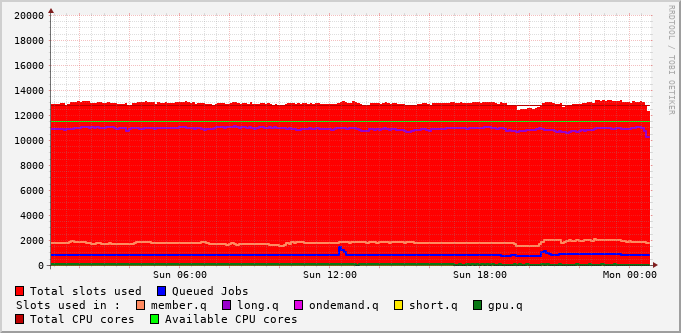 RRDTOOL / TOBI OETIKER
20000
18000
16000
14000
12000
10000
8000
6000
4000
2000
0
Sun 06:00 Sun 12:00 Sun 18:00 Mon 00:00
Total slots used Queued Jobs
Slots used in : member.q long.q ondemand.q short.q gpu.q
Total CPU cores Available CPU cores